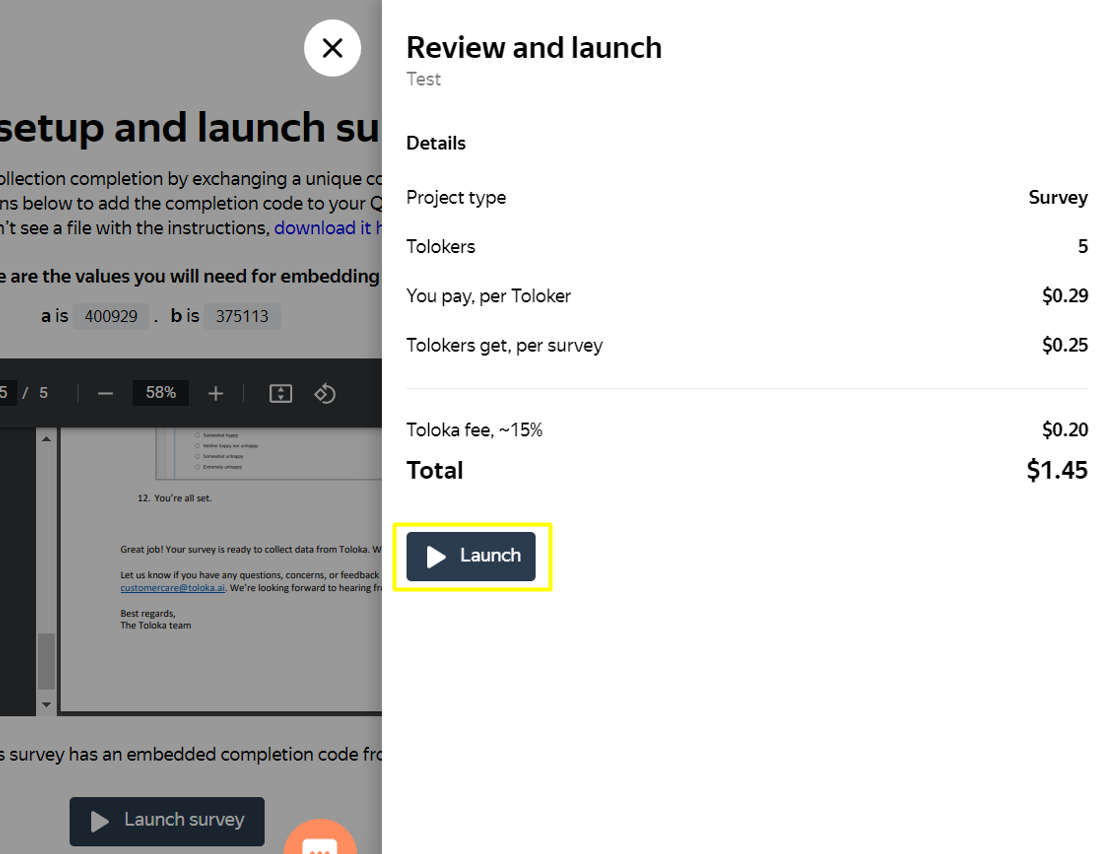 setup and launch su
ollection completion by exchanging a unique co
ns below to add the completion code to your Q
n't see a file with the instructions, download it h
e are the values you will need for embedding
a is 400929 . b is 375113
5 / 5 58%
Somewhat happy
Neither happy nor unhappy
Somewhat unhappy
Extremely unhappy
12. You're all set.
Great job! Your survey is ready to collect data from Toloka. W
Let us know if you have any questions, concerns, or feedback
customercare@toloka.ai. We're looking forward to hearing fr
Best regards,
The Toloka team
s survey has an embedded completion code fro
Launch survey
Review and launch
Test
Details
Project type Survey
Tolokers 5
You pay, per Toloker $0.29
Tolokers get, per survey $0.25
Toloka fee, ~15% $0.20
Total $1.45
Launch